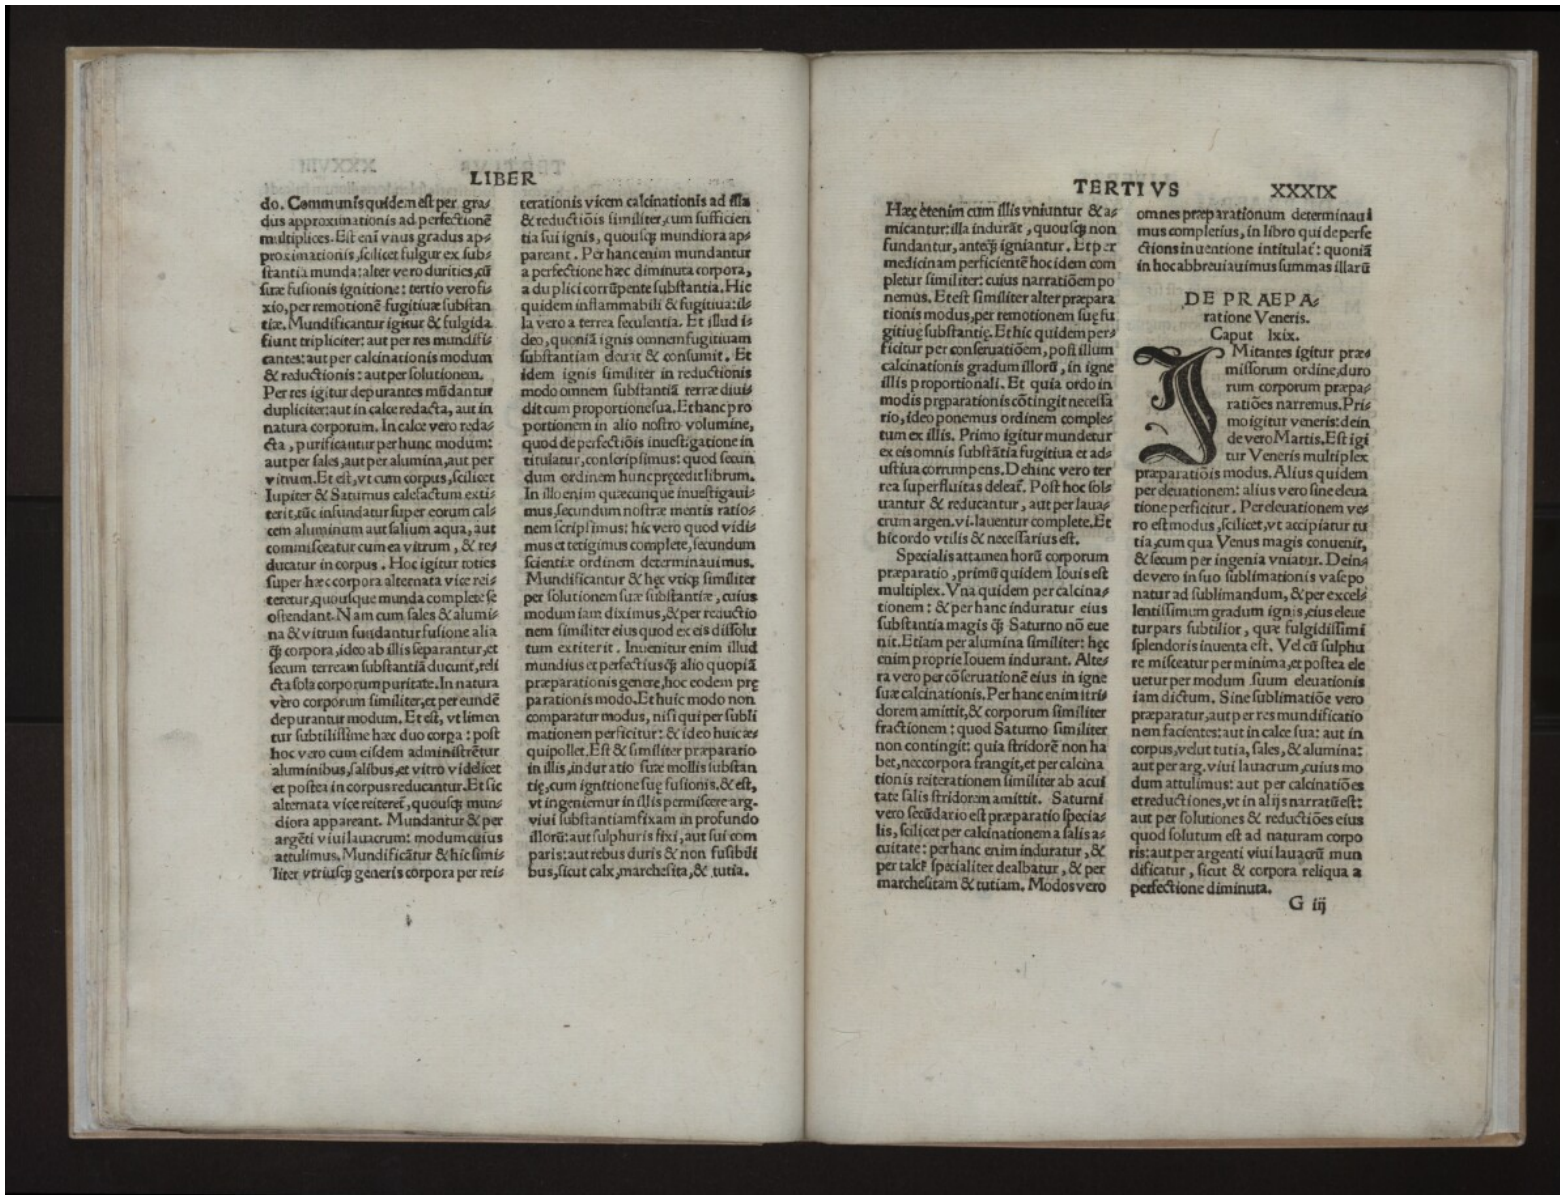 LIBER
do. Communis quidem est per gra⸗
dus approximationis ad perfectionē
multiplices. Est eni vnus gradus ap⸗
proximationis, scilicet fulgur ex sub⸗
stantia munda: alter vero durities, cū
suæ fusionis ignitione: tertio vero fi⸗
xio, per remotionē fugitiuæ substan
tiæ. Mundificantur igitur & fulgida
fiunt tripliciter: aut per res mundifi⸗
cantes: aut per calcinationis modum
& reductionis: aut per solutionem.
Per res igitur depurantes mūdantur
dupliciter: aut in calce redacta, aut in
natura corporum. In calce vero reda⸗
cta, purificantur per hunc modum:
aut per sales, aut per alumina, aut per
vitrum. Et est, vt cum corpus, scilicet
Iupiter & Saturnus calefactum exti⸗
terit, tūc infundatur super eorum cal⸗
cem aluminum aut salium aqua, aut
commisceatur cum ea vitrum, & re⸗
ducatur in corpus. Hoc igitur toties
super hæc corpora alternata vice rei⸗
teretur, quousque munda complete se
ostendant. Nam cum sales & alumi⸗
na & vitrum fundantur fusione alia
q̄; corpora, ideo ab illis separantur, et
secum terream substantiā ducunt, reli
cta sola corporum puritate. In natura
vero corporum similiter, et per eundē
depurantur modum. Et est, vt limen
tur subtilissime hæc duo corpa: post
hoc vero cum eisdem administrētur
aluminibus, salibus, et vitro videlicet
et postea in corpus reducantur. Et sic
alternata vice reiteret̄, quousq; mun⸗
diora appareant. Mundantur & per
argēti viui lauacrum: modum cuius
attulimus. Mundificātur & hic simi⸗
liter vtriusq; generis corpora per rei⸗
terationis vicem calcinationis ad illa
& reductiōis similiter, cum sufficien
tia sui ignis, quousq; mundiora ap⸗
pareant. Per hanc enim mundantur
a perfectione hæc diminuta corpora,
a duplici corrūpente substantia. Hic
quidem inflammabili & fugitiua: il⸗
la vero a terrea feculentia. Et illud i⸗
deo, quoniā ignis omnem fugitiuam
substantiam deuit & consumit. Et
idem ignis similiter in reductionis
modo omnem substantiā terræ diui⸗
dit cum proportione sua. Et hanc pro
portionem in alio nostro volumine,
quod de perfectiōis inuestigatione in
titulatur, conscripsimus: quod secun
dum ordinem hunc pręcedit librum.
In illo enim quæcunque inuestigaui⸗
mus, secundum nostræ mentis ratio⸗
nem scripsimus: hic vero quod vidi⸗
mus et tetigimus complete, secundum
scientiæ ordinem determinauimus.
Mundificantur & hęc vtiq; similiter
per solutionem suæ substantiæ, cuius
modum iam diximus, & per reductio
nem similiter eius quod ex eis dissolu
tum extiterit. Inuenitur enim illud
mundius et perfectius q̄; alio quopiā
præparationis genere, hoc eodem prę
parationis modo. Et huic modo non
comparatur modus, nisi qui per subli
mationem perficitur: & ideo huic æ⸗
quipollet. Est & similiter præparatio
in illis, induratio suæ mollis substan
tię, cum ignitione suę fusionis. & est,
vt ingeniemur in illis permiscere arg.
viui substantiam fixam in profundo
illorū: aut sulphuris fixi, aut sui com
paris: aut rebus duris & non fusibili
bus, sicut calx, marchesita, & tutia.
TERTIVS XXXIX
Hæę etenim cum illis vniuntur & a⸗
micantur: illa indurāt, quousq; non
fundantur, anteq̄; igniantur. Et per
medicinam perficientē hoc idem com
pletur similiter: cuius narratiōem po
nemus. Et est similiter alter præpara
tionis modus, per remotionem suę fu
gitiuę substantię. Et hic quidem per⸗
ficitur per conseruatiōem, post illum
calcinationis gradum illorū, in igne
illis proportionali. Et quia ordo in
modis pręparationis cōtingit necessa
rio, ideo ponemus ordinem comple⸗
tum ex illis. Primo igitur mundetur
ex eis omnis substātia fugitiua et ad⸗
ustiua corrumpens. Dehinc vero ter
rea superfluitas deleat̄. Post hoc sol⸗
uantur & reducantur, aut per laua⸗
crum argen. vi. lauentur complete. Et
hic ordo vtilis & necessarius est.
Specialis attamen horū corporum
præparatio, primū quidem Iouis est
multiplex. Vna quidem per calcina⸗
tionem: & per hanc induratur eius
substantia magis q̄; Saturno nō eue
nit. Etiam per alumina similiter: hęc
enim proprie Iouem indurant. Alte⸗
ra vero per cōseruationē eius in igne
suæ calcinationis. Per hanc enim stri⸗
dorem amittit, & corporum similiter
fractionem: quod Saturno similiter
non contingit: quia stridorē non ha
bet, nec corpora frangit, et per calcina
tionis reiterationem similiter ab acui
tate salis stridorem amittit. Saturni
vero secūdario est præparatio specia⸗
lis, scilicet per calcinationem a salis a⸗
cuitate: per hanc enim induratur, &
per talck specialiter dealbatur, & per
marchesitam & tutiam. Modos vero
omnes præparationum determinaui
mus completius, in libro qui de perfe
ctionis inuentione intitulat̄: quoniā
in hoc abbreuiauimus summas illarū
DE PRAEPA⸗
ratione Veneris.
Caput lxix.
IMitantes igitur præ⸗
missorum ordine, duro
rum corporum præpa⸗
ratiōes narremus. Pri⸗
mo igitur veneris: dein
de vero Martis. Est igi
tur Veneris multiplex
præparatiōis modus. Alius quidem
per eleuationem: alius vero sine eleua
tione perficitur. Per eleuationem ve⸗
ro est modus, scilicet, vt accipiatur tu
tia, cum qua Venus magis conuenit,
& secum per ingenia vniatur. Dein⸗
de vero in suo sublimationis vase po
natur ad sublimandum, & per excel⸗
lentissimum gradum ignis, eius eleue
tur pars subtilior, quæ fulgidissimi
splendoris inuenta est. Vel cū sulphu
re misceatur per minima, et postea ele
uetur per modum suum eleuationis
iam dictum. Sine sublimatiōe vero
præparatur, aut per res mundificatio
nem facientes: aut in calce sua: aut in
corpus, velut tutia, sales, & alumina:
aut per arg. viui lauacrum, cuius mo
dum attulimus: aut per calcinatiōes
et reductiones, vt in alijs narratū est:
aut per solutiones & reductiōes eius
quod solutum est ad naturam corpo
ris: aut per argenti viui lauacrū mun
dificatur, sicut & corpora reliqua a
perfectione diminuta.
G iij